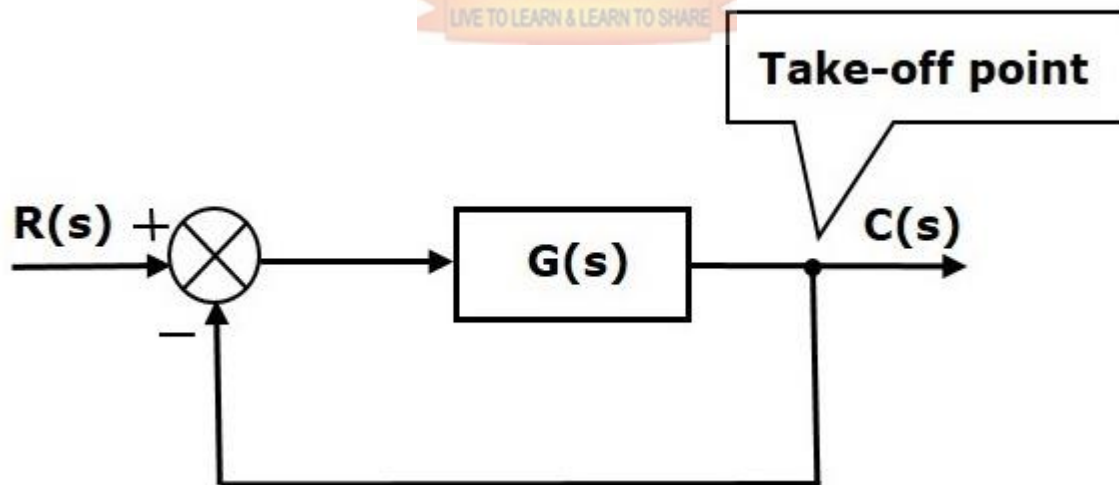 LIVE TO LEARN & LEARN TO SHARE
Take-off point
R(s) +
G(s)
C(s)
−